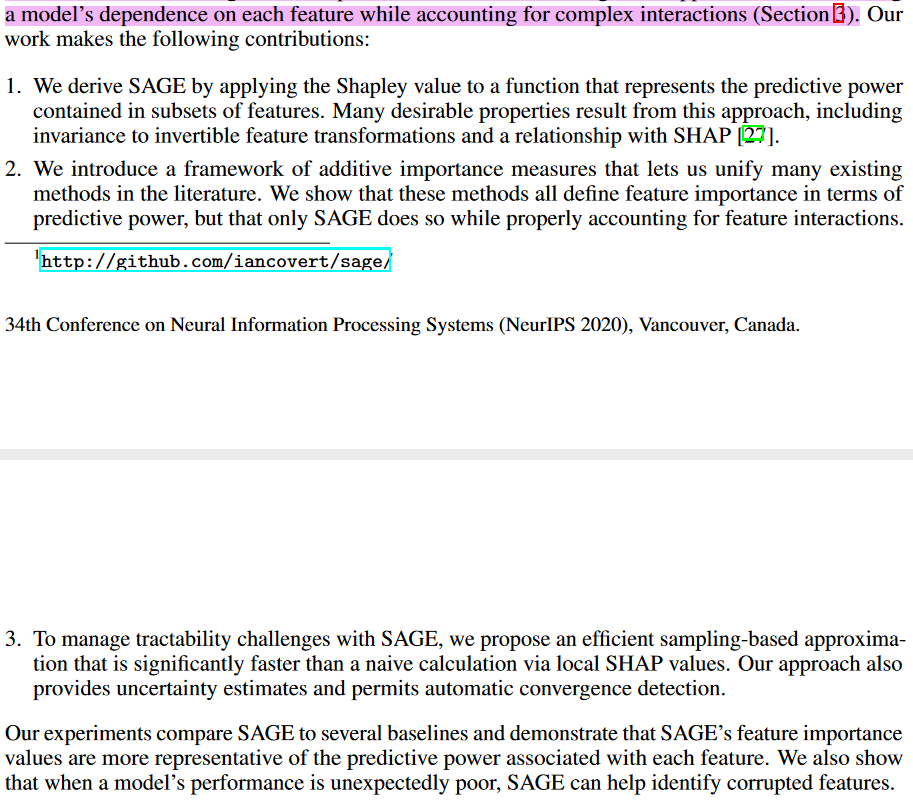 a model’s dependence on each feature while accounting for complex interactions (Section 3). Our
work makes the following contributions:
1. We derive SAGE by applying the Shapley value to a function that represents the predictive power
contained in subsets of features. Many desirable properties result from this approach, including
invariance to invertible feature transformations and a relationship with SHAP [27].
2. We introduce a framework of additive importance measures that lets us unify many existing
methods in the literature. We show that these methods all define feature importance in terms of
predictive power, but that only SAGE does so while properly accounting for feature interactions.
1http://github.com/iancovert/sage/
34th Conference on Neural Information Processing Systems (NeurIPS 2020), Vancouver, Canada.
3. To manage tractability challenges with SAGE, we propose an efficient sampling-based approxima-
tion that is significantly faster than a naive calculation via local SHAP values. Our approach also
provides uncertainty estimates and permits automatic convergence detection.
Our experiments compare SAGE to several baselines and demonstrate that SAGE’s feature importance
values are more representative of the predictive power associated with each feature. We also show
that when a model’s performance is unexpectedly poor, SAGE can help identify corrupted features.